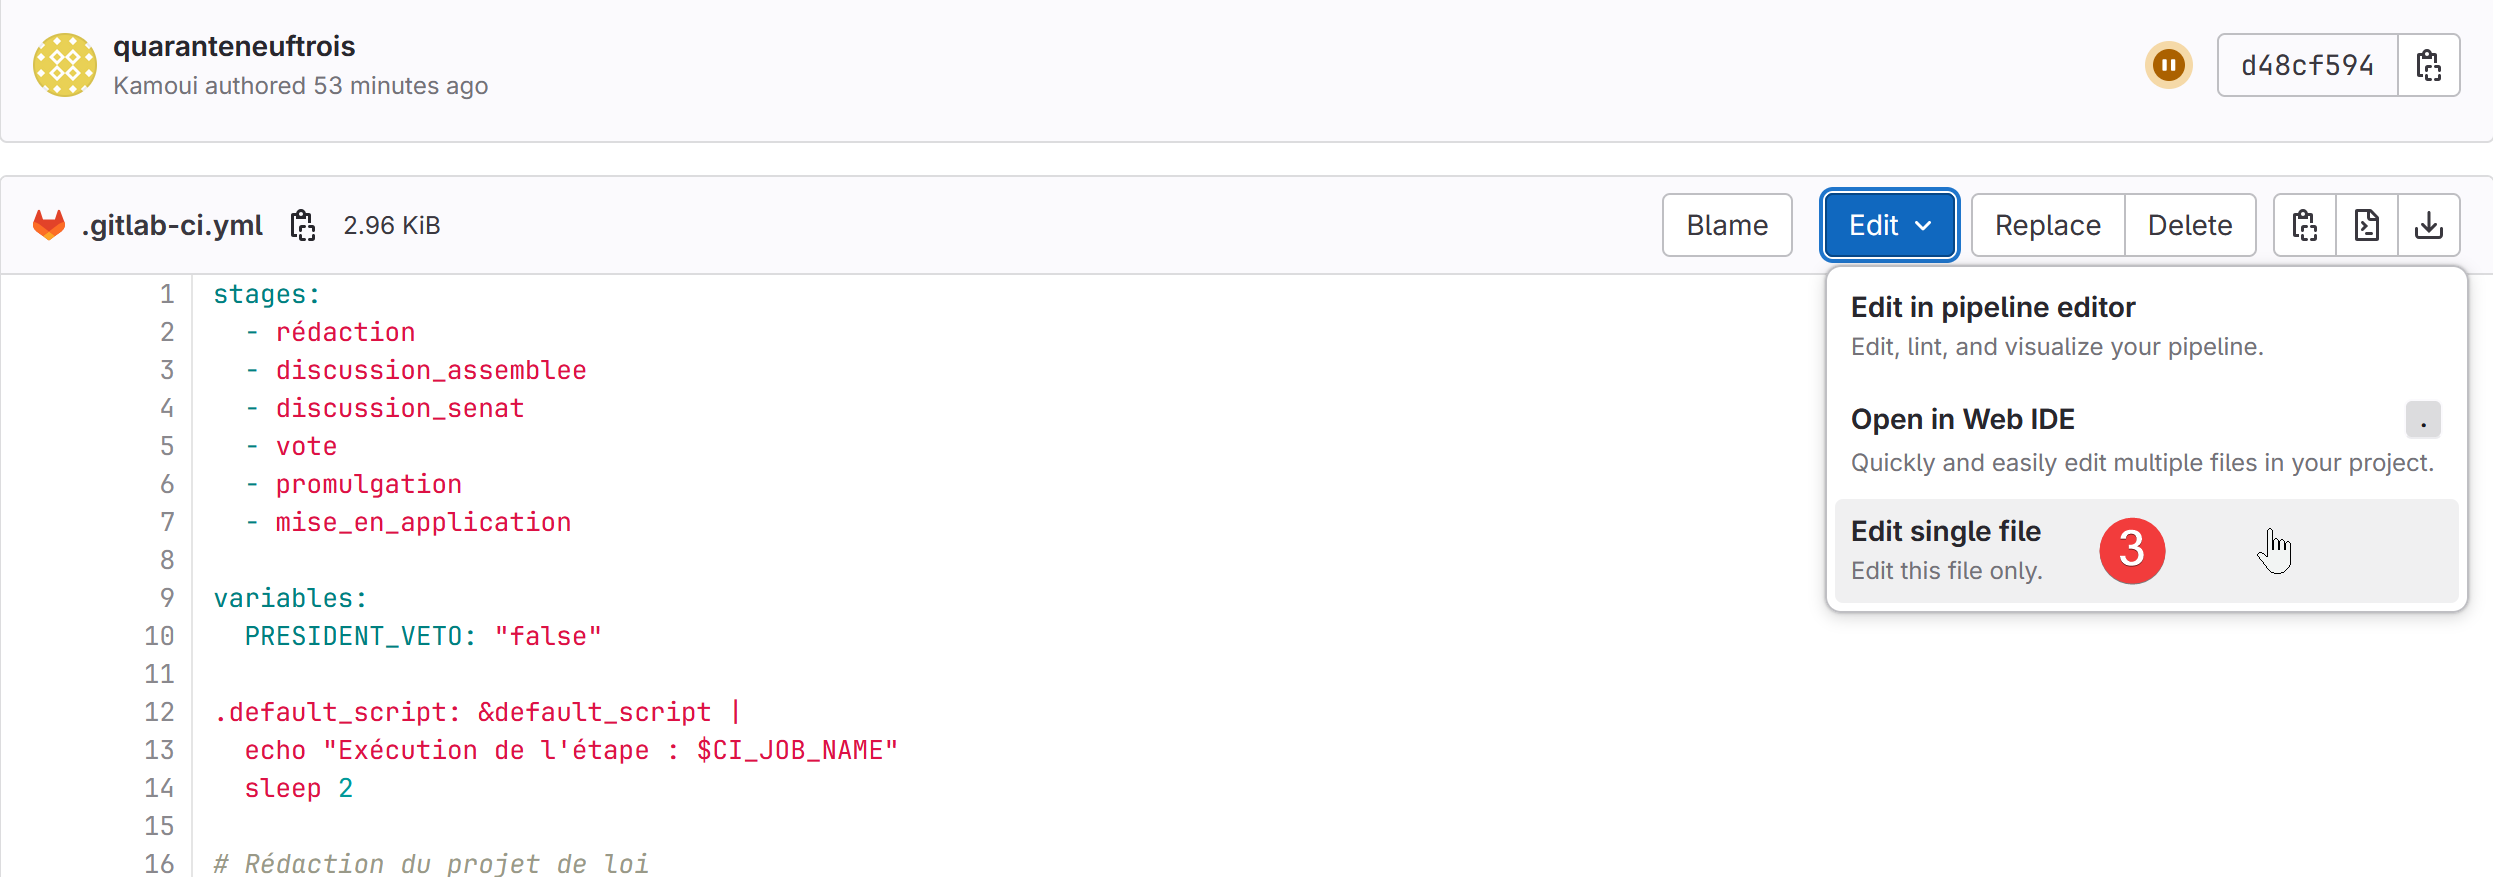 quaranteneuftrois
Kamoui authored 53 minutes ago
d48cf594
.gitlab-ci.yml 2.96 KiB
Blame Edit Replace Delete
Edit in pipeline editor
Edit, lint, and visualize your pipeline.
Open in Web IDE .
Quickly and easily edit multiple files in your project.
Edit single file
Edit this file only.
3
1 stages:
2 - rédaction
3 - discussion_assemblee
4 - discussion_senat
5 - vote
6 - promulgation
7 - mise_en_application
8
9 variables:
10 PRESIDENT_VETO: "false"
11
12 .default_script: &default_script |
13 echo "Exécution de l'étape : $CI_JOB_NAME"
14 sleep 2
15
16 # Rédaction du projet de loi